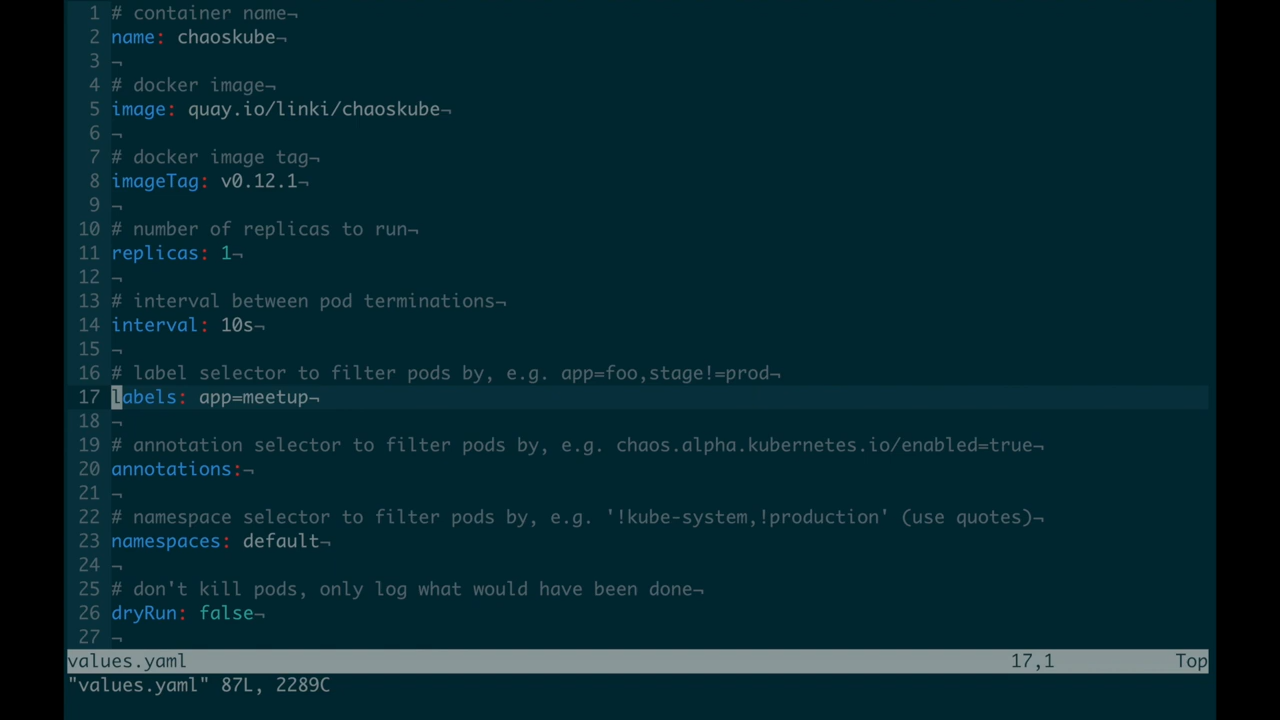 1 # container name¬
2 name: chaoskube¬
3 ¬
4 # docker image¬
5 image: quay.io/linki/chaoskube¬
6 ¬
7 # docker image tag¬
8 imageTag: v0.12.1¬
9 ¬
10 # number of replicas to run¬
11 replicas: 1¬
12 ¬
13 # interval between pod terminations¬
14 interval: 10s¬
15 ¬
16 # label selector to filter pods by, e.g. app=foo,stage!=prod¬
17 labels: app=meetup¬
18 ¬
19 # annotation selector to filter pods by, e.g. chaos.alpha.kubernetes.io/enabled=true¬
20 annotations:¬
21 ¬
22 # namespace selector to filter pods by, e.g. '!kube-system,!production' (use quotes)¬
23 namespaces: default¬
24 ¬
25 # don't kill pods, only log what would have been done¬
26 dryRun: false¬
27 ¬
values.yaml 17,1 Top
"values.yaml" 87L, 2289C